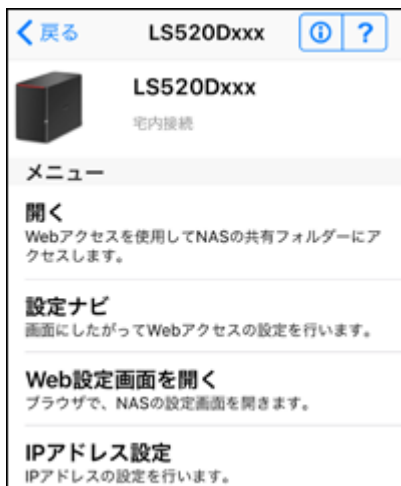 戻る LS520Dxxx ?
LS520Dxxx
宅内接続
メニュー
開く
Webアクセスを使用してNASの共有フォルダーにア
クセスします。
設定ナビ
画面にしたがってWebアクセスの設定を行います。
Web設定画面を開く
ブラウザで、NASの設定画面を開きます。
IPアドレス設定
IPアドレスの設定を行います。